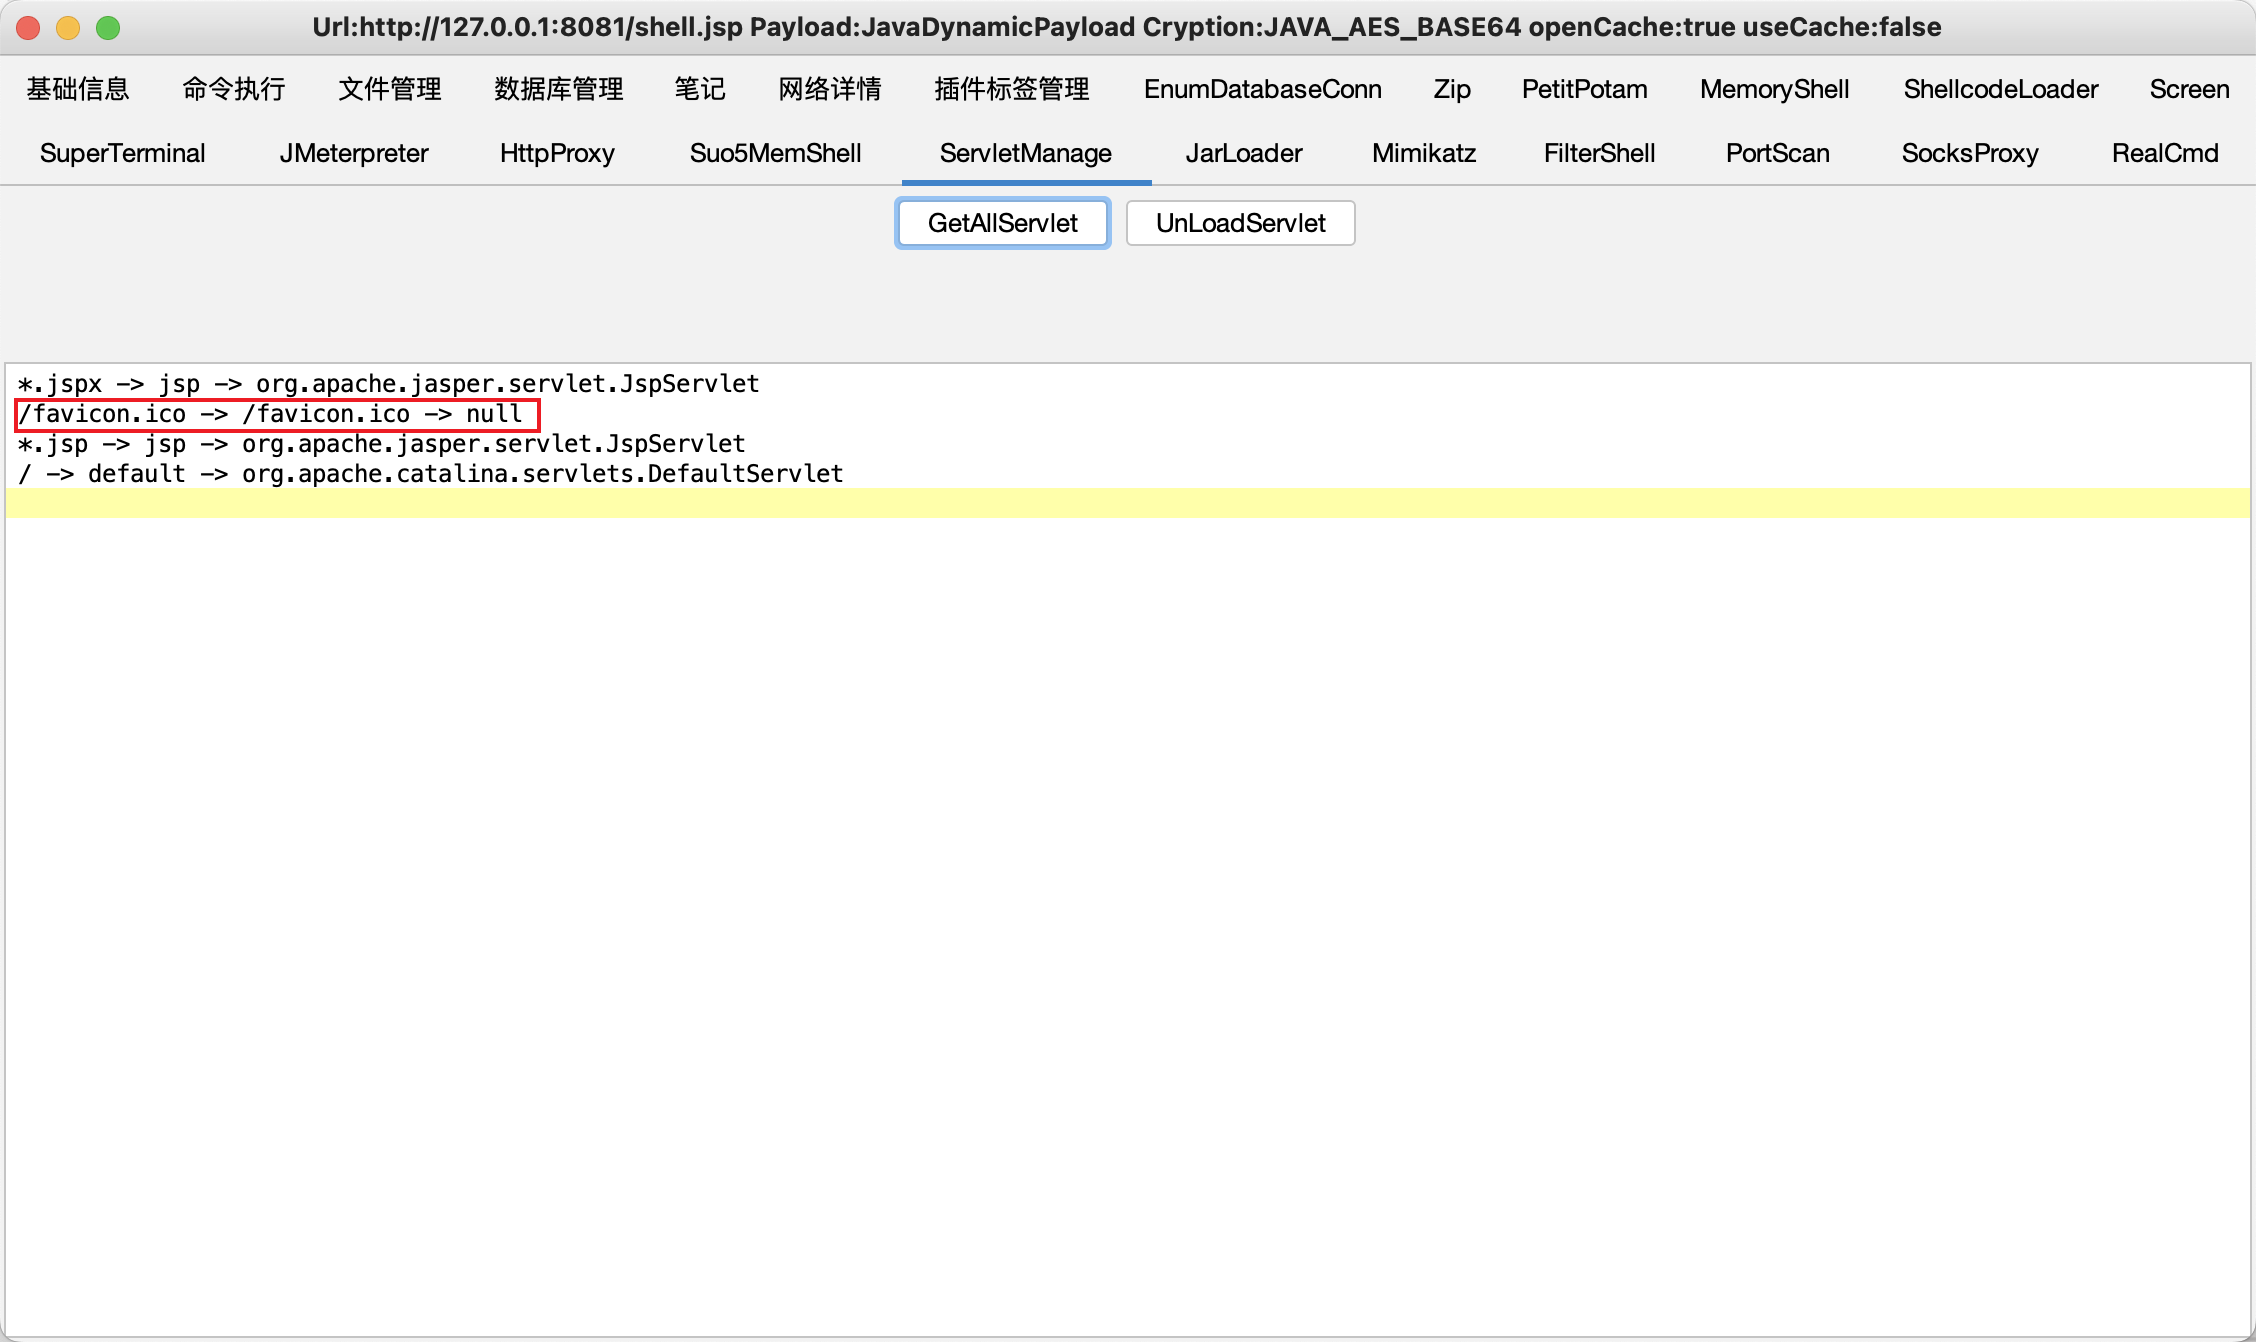 Url:http://127.0.0.1:8081/shell.jsp Payload:JavaDynamicPayload Cryption:JAVA_AES_BASE64 openCache:true useCache:false
基础信息 命令执行 文件管理 数据库管理 笔记 网络详情 插件标签管理 EnumDatabaseConn Zip PetitPotam MemoryShell ShellcodeLoader Screen
SuperTerminal JMeterpreter HttpProxy Suo5MemShell ServletManage JarLoader Mimikatz FilterShell PortScan SocksProxy RealCmd
GetAllServlet UnLoadServlet
*.jspx -> jsp -> org.apache.jasper.servlet.JspServlet
/favicon.ico -> /favicon.ico -> null
*.jsp -> jsp -> org.apache.jasper.servlet.JspServlet
/ -> default -> org.apache.catalina.servlets.DefaultServlet